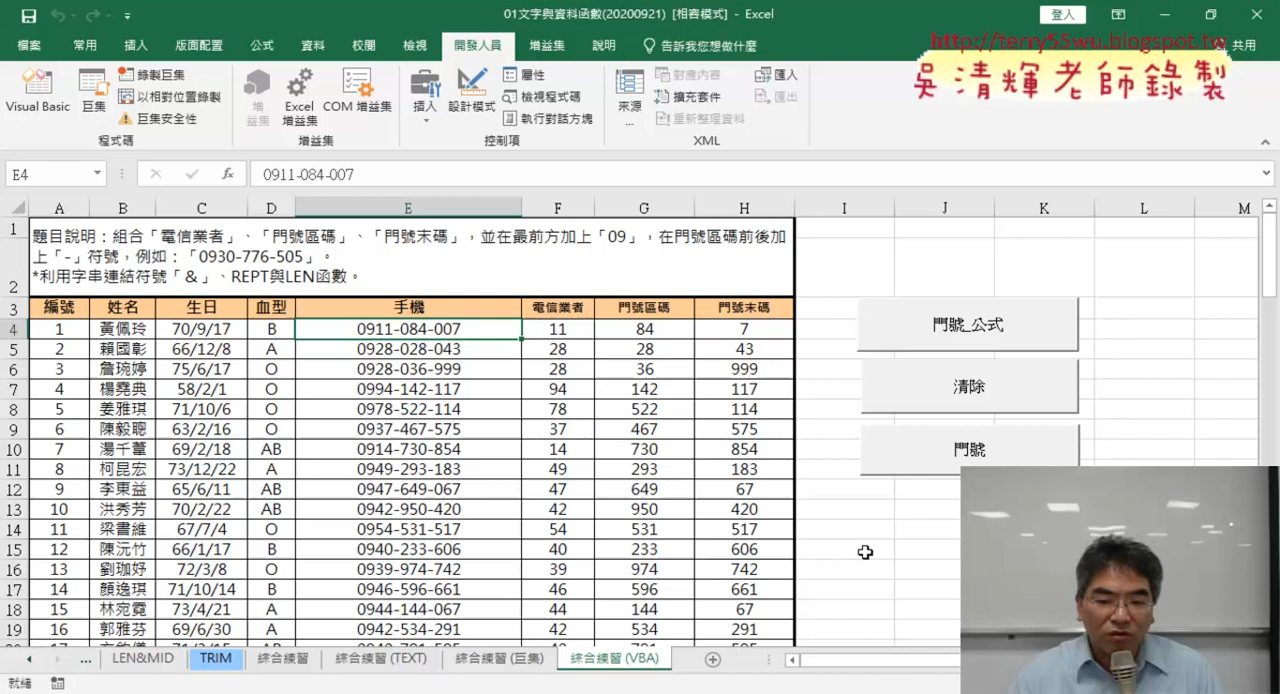 01文字與資料函數(20200921) [相容模式] - Excel
登入
檔案 常用 插入 版面配置 公式 資料 校閱 檢視 開發人員 增益集 說明 告訴我您想做什麼 共用
http://terry55wu.blogspot.tw
吳清輝老師錄製
Visual Basic 巨集 錄製巨集 以相對位置錄製 巨集安全性
程式碼
增益集 Excel 增益集 COM 增益集
增益集
插入 設計模式 屬性 檢視程式碼 執行對話方塊
控制項
來源... 對應內容 擴充套件 重新整理資料 匯入 匯出
XML
E4 fx 0911-084-007
A B C D E F G H I J K L M
1 題目說明：組合「電信業者」、「門號區碼」、「門號末碼」，並在最前方加上「09」，在門號區碼前後加
上「-」符號，例如：「0930-776-505」。
2 *利用字串連結符號「&」、REPT與LEN函數。
3 編號 姓名 生日 血型 手機 電信業者 門號區碼 門號末碼
4 1 黃佩玲 70/9/17 B 0911-084-007 11 84 7
5 2 賴國彰 66/12/8 A 0928-028-043 28 28 43
6 3 詹琬婷 75/6/17 O 0928-036-999 28 36 999
7 4 楊堯典 58/2/1 O 0994-142-117 94 142 117
8 5 姜雅琪 71/10/6 O 0978-522-114 78 522 114
9 6 陳毅聰 63/2/16 O 0937-467-575 37 467 575
10 7 湯千葦 69/2/18 AB 0914-730-854 14 730 854
11 8 柯昆宏 73/12/22 A 0949-293-183 49 293 183
12 9 李東益 65/6/11 AB 0947-649-067 47 649 67
13 10 洪秀芳 70/2/22 AB 0942-950-420 42 950 420
14 11 梁書維 67/7/4 O 0954-531-517 54 531 517
15 12 陳沅竹 66/1/17 B 0940-233-606 40 233 606
16 13 劉珈妤 72/3/8 O 0939-974-742 39 974 742
17 14 顏逸琪 71/10/14 B 0946-596-661 46 596 661
18 15 林宛霓 73/4/21 A 0944-144-067 44 144 67
19 16 郭雅芬 69/6/30 A 0942-534-291 42 534 291
門號_公式
清除
門號
... LEN&MID TRIM 綜合練習 綜合練習 (TEXT) 綜合練習 (巨集) 綜合練習 (VBA)
就緒